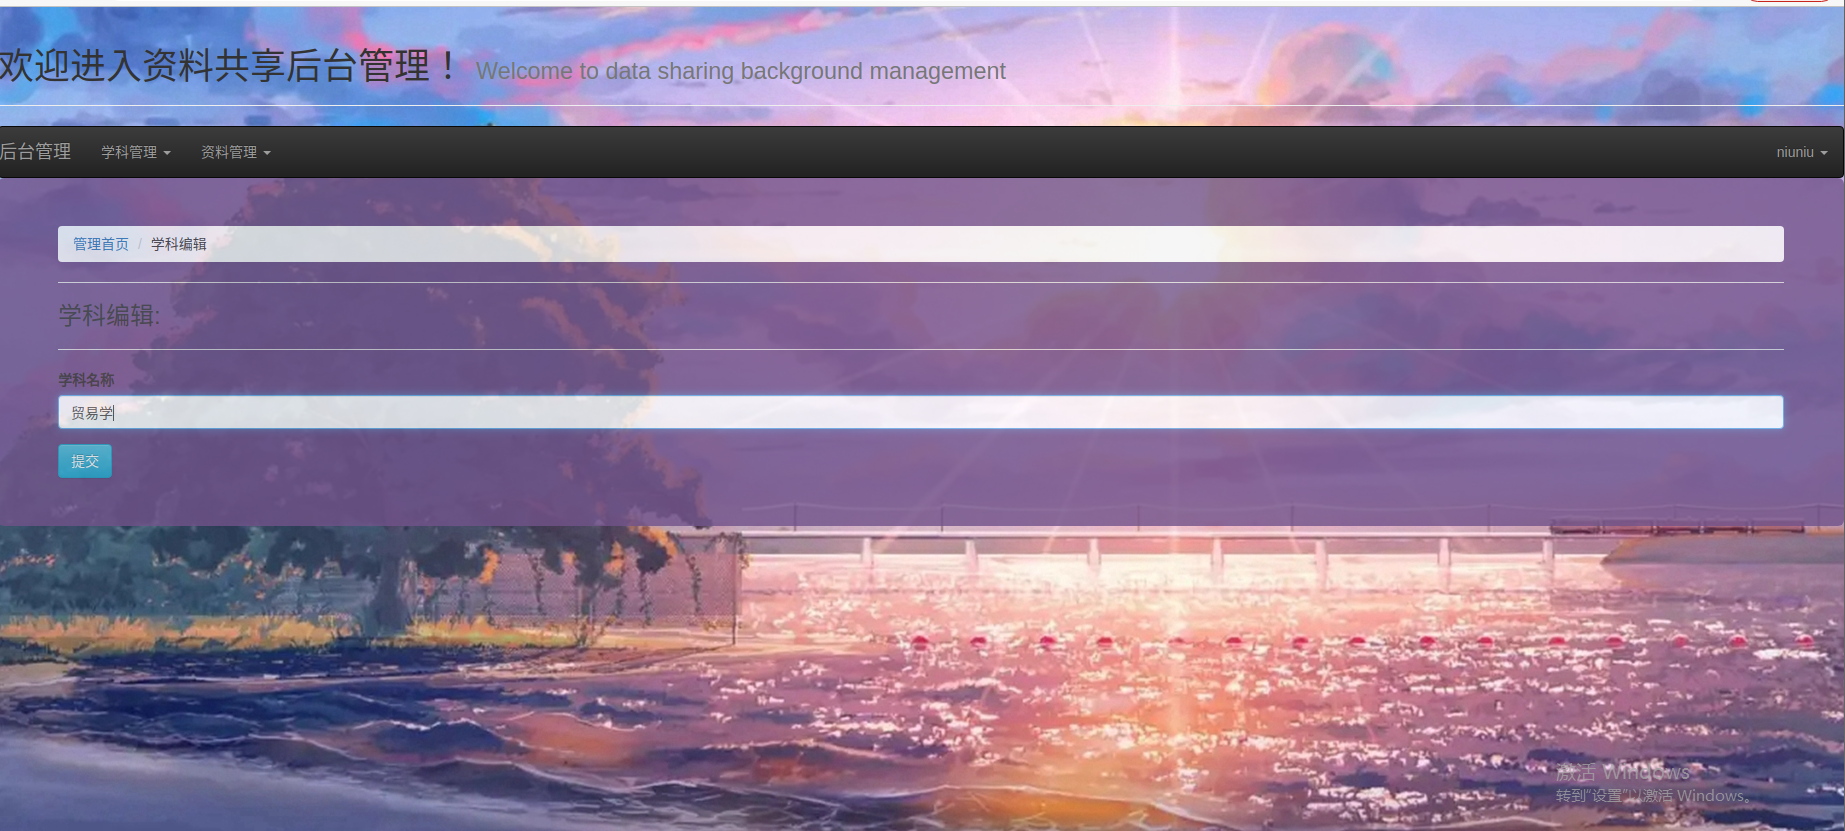 欢迎进入资料共享后台管理！ Welcome to data sharing background management
后台管理 学科管理 资料管理 niuniu
管理首页 / 学科编辑
学科编辑:
学科名称
贸易学
提交
激活 Windows
转到"设置"以激活 Windows。